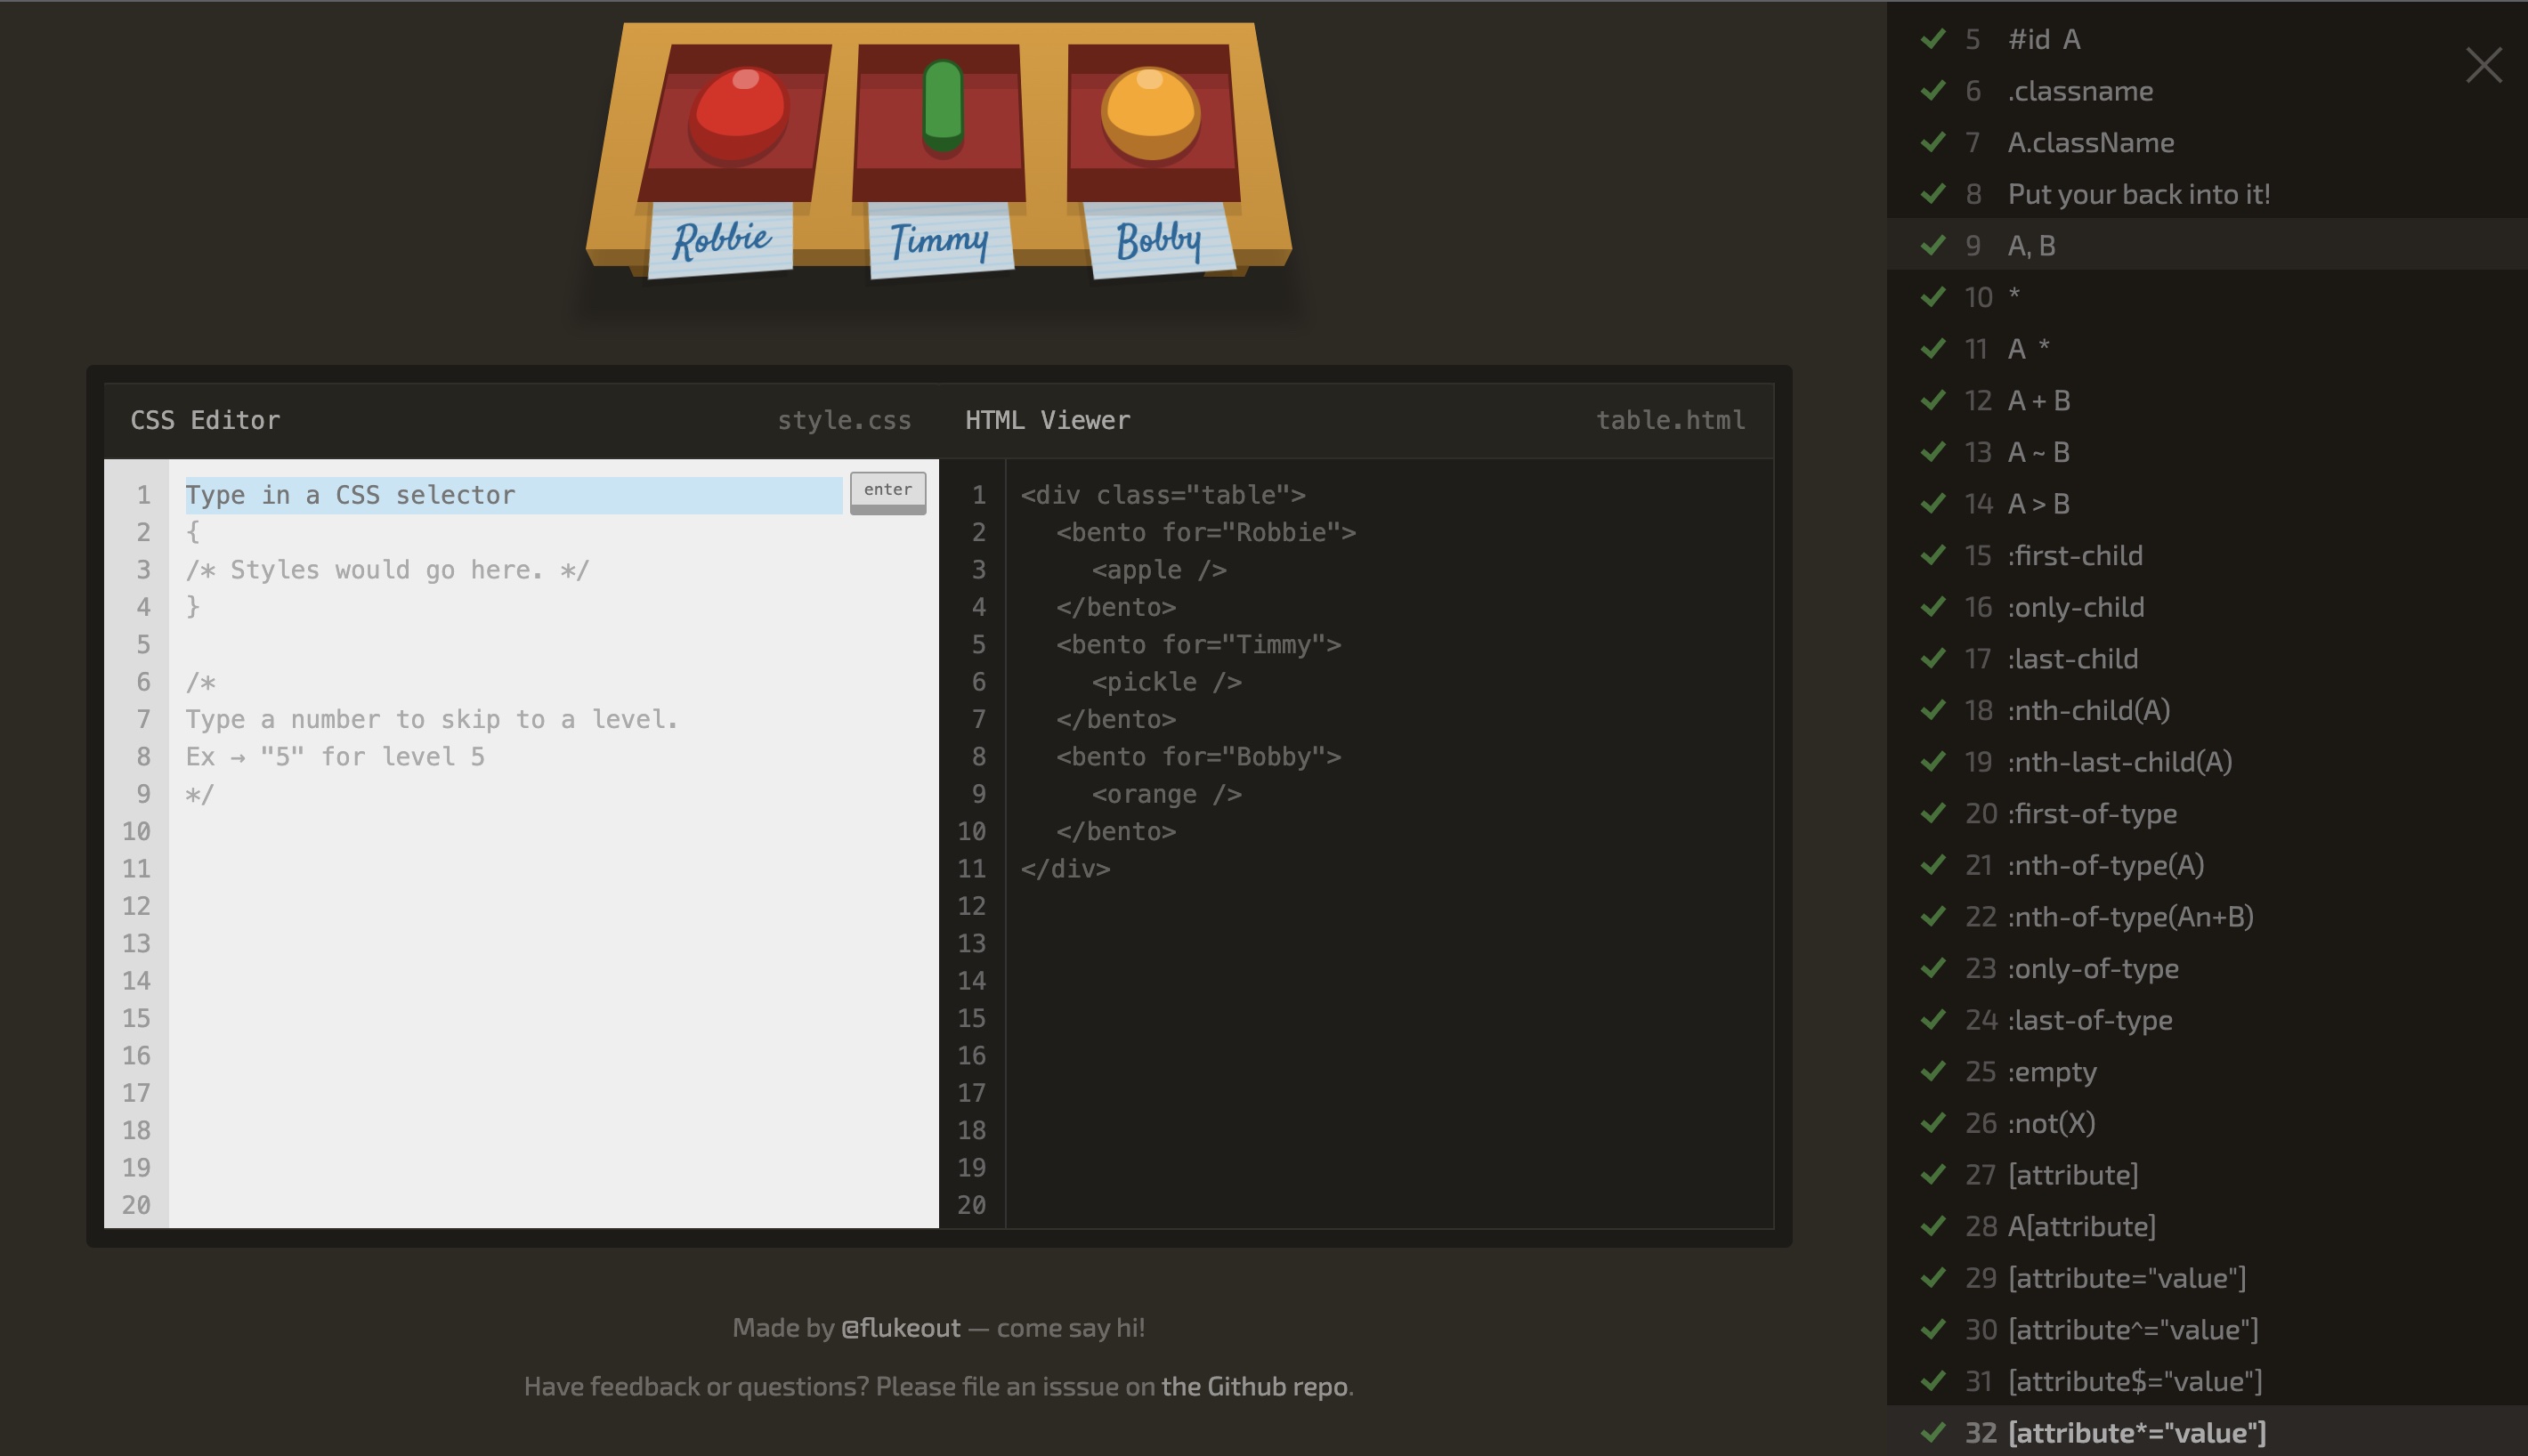 Robbie
Timmy
Bobby
CSS Editor
style.css
1 Type in a CSS selector
enter
2 {
3 /* Styles would go here. */
4 }
5
6 /*
7 Type a number to skip to a level.
8 Ex → "5" for level 5
9 */
10
11
12
13
14
15
16
17
18
19
20
HTML Viewer
table.html
1 <div class="table">
2 <bento for="Robbie">
3 <apple />
4 </bento>
5 <bento for="Timmy">
6 <pickle />
7 </bento>
8 <bento for="Bobby">
9 <orange />
10 </bento>
11 </div>
12
13
14
15
16
17
18
19
20
Made by @flukeout — come say hi!
Have feedback or questions? Please file an isssue on the Github repo.
5 #id A
6 .classname
7 A.className
8 Put your back into it!
9 A, B
10 *
11 A *
12 A + B
13 A ~ B
14 A > B
15 :first-child
16 :only-child
17 :last-child
18 :nth-child(A)
19 :nth-last-child(A)
20 :first-of-type
21 :nth-of-type(A)
22 :nth-of-type(An+B)
23 :only-of-type
24 :last-of-type
25 :empty
26 :not(X)
27 [attribute]
28 A[attribute]
29 [attribute="value"]
30 [attribute^="value"]
31 [attribute$="value"]
32 [attribute*="value"]